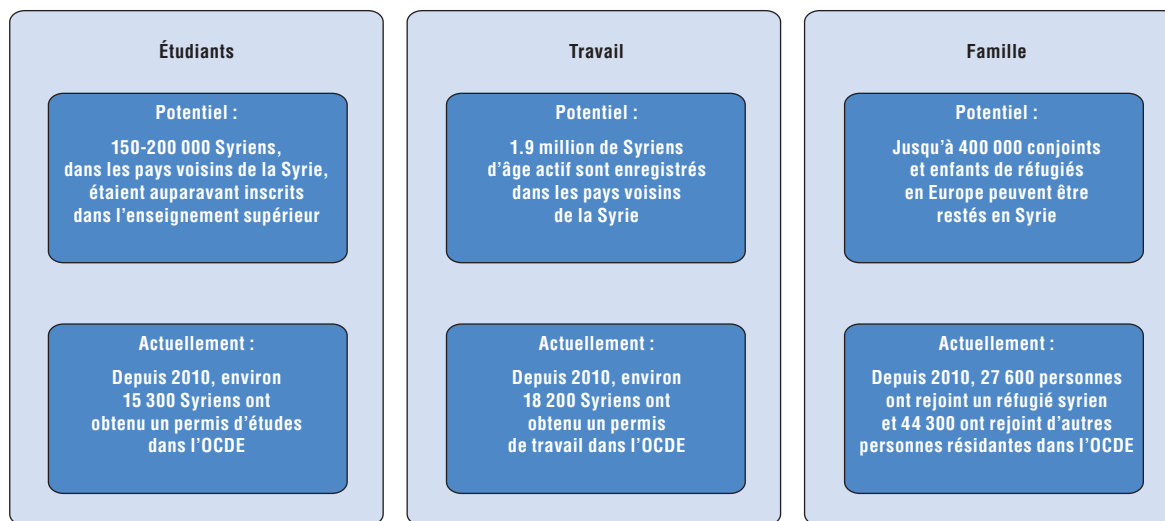 Étudiants
Potentiel :
150-200 000 Syriens,
dans les pays voisins de la Syrie,
étaient auparavant inscrits
dans l’enseignement supérieur
Actuellement :
Depuis 2010, environ
15 300 Syriens ont
obtenu un permis d’études
dans l’OCDE
Travail
Potentiel :
1.9 million de Syriens
d’âge actif sont enregistrés
dans les pays voisins
de la Syrie
Actuellement :
Depuis 2010, environ
18 200 Syriens ont
obtenu un permis
de travail dans l’OCDE
Famille
Potentiel :
Jusqu’à 400 000 conjoints
et enfants de réfugiés
en Europe peuvent être
restés en Syrie
Actuellement :
Depuis 2010, 27 600 personnes
ont rejoint un réfugié syrien
et 44 300 ont rejoint d’autres
personnes résidantes dans l’OCDE